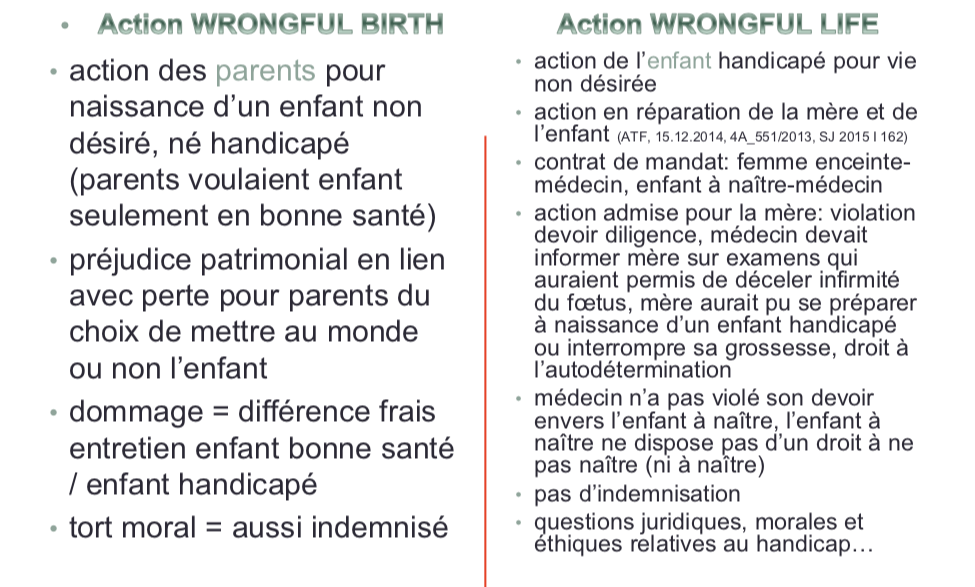 • Action WRONGFUL BIRTH
• action des parents pour
naissance d'un enfant non
désiré, né handicapé
(parents voulaient enfant
seulement en bonne santé)
• préjudice patrimonial en lien
avec perte pour parents du
choix de mettre au monde
ou non l'enfant
• dommage = différence frais
entretien enfant bonne santé
/ enfant handicapé
• tort moral = aussi indemnisé
Action WRONGFUL LIFE
• action de l'enfant handicapé pour vie
non désirée
• action en réparation de la mère et de
l'enfant (ATF, 15.12.2014, 4A_551/2013, SJ 2015 I 162)
• contrat de mandat: femme enceinte-
médecin, enfant à naître-médecin
• action admise pour la mère: violation
devoir diligence, médecin devait
informer mère sur examens qui
auraient permis de déceler infirmité
du fœtus, mère aurait pu se préparer
à naissance d'un enfant handicapé
ou interrompre sa grossesse, droit à
l'autodétermination
• médecin n'a pas violé son devoir
envers l'enfant à naître, l'enfant à
naître ne dispose pas d'un droit à ne
pas naître (ni à naître)
• pas d'indemnisation
• questions juridiques, morales et
éthiques relatives au handicap…